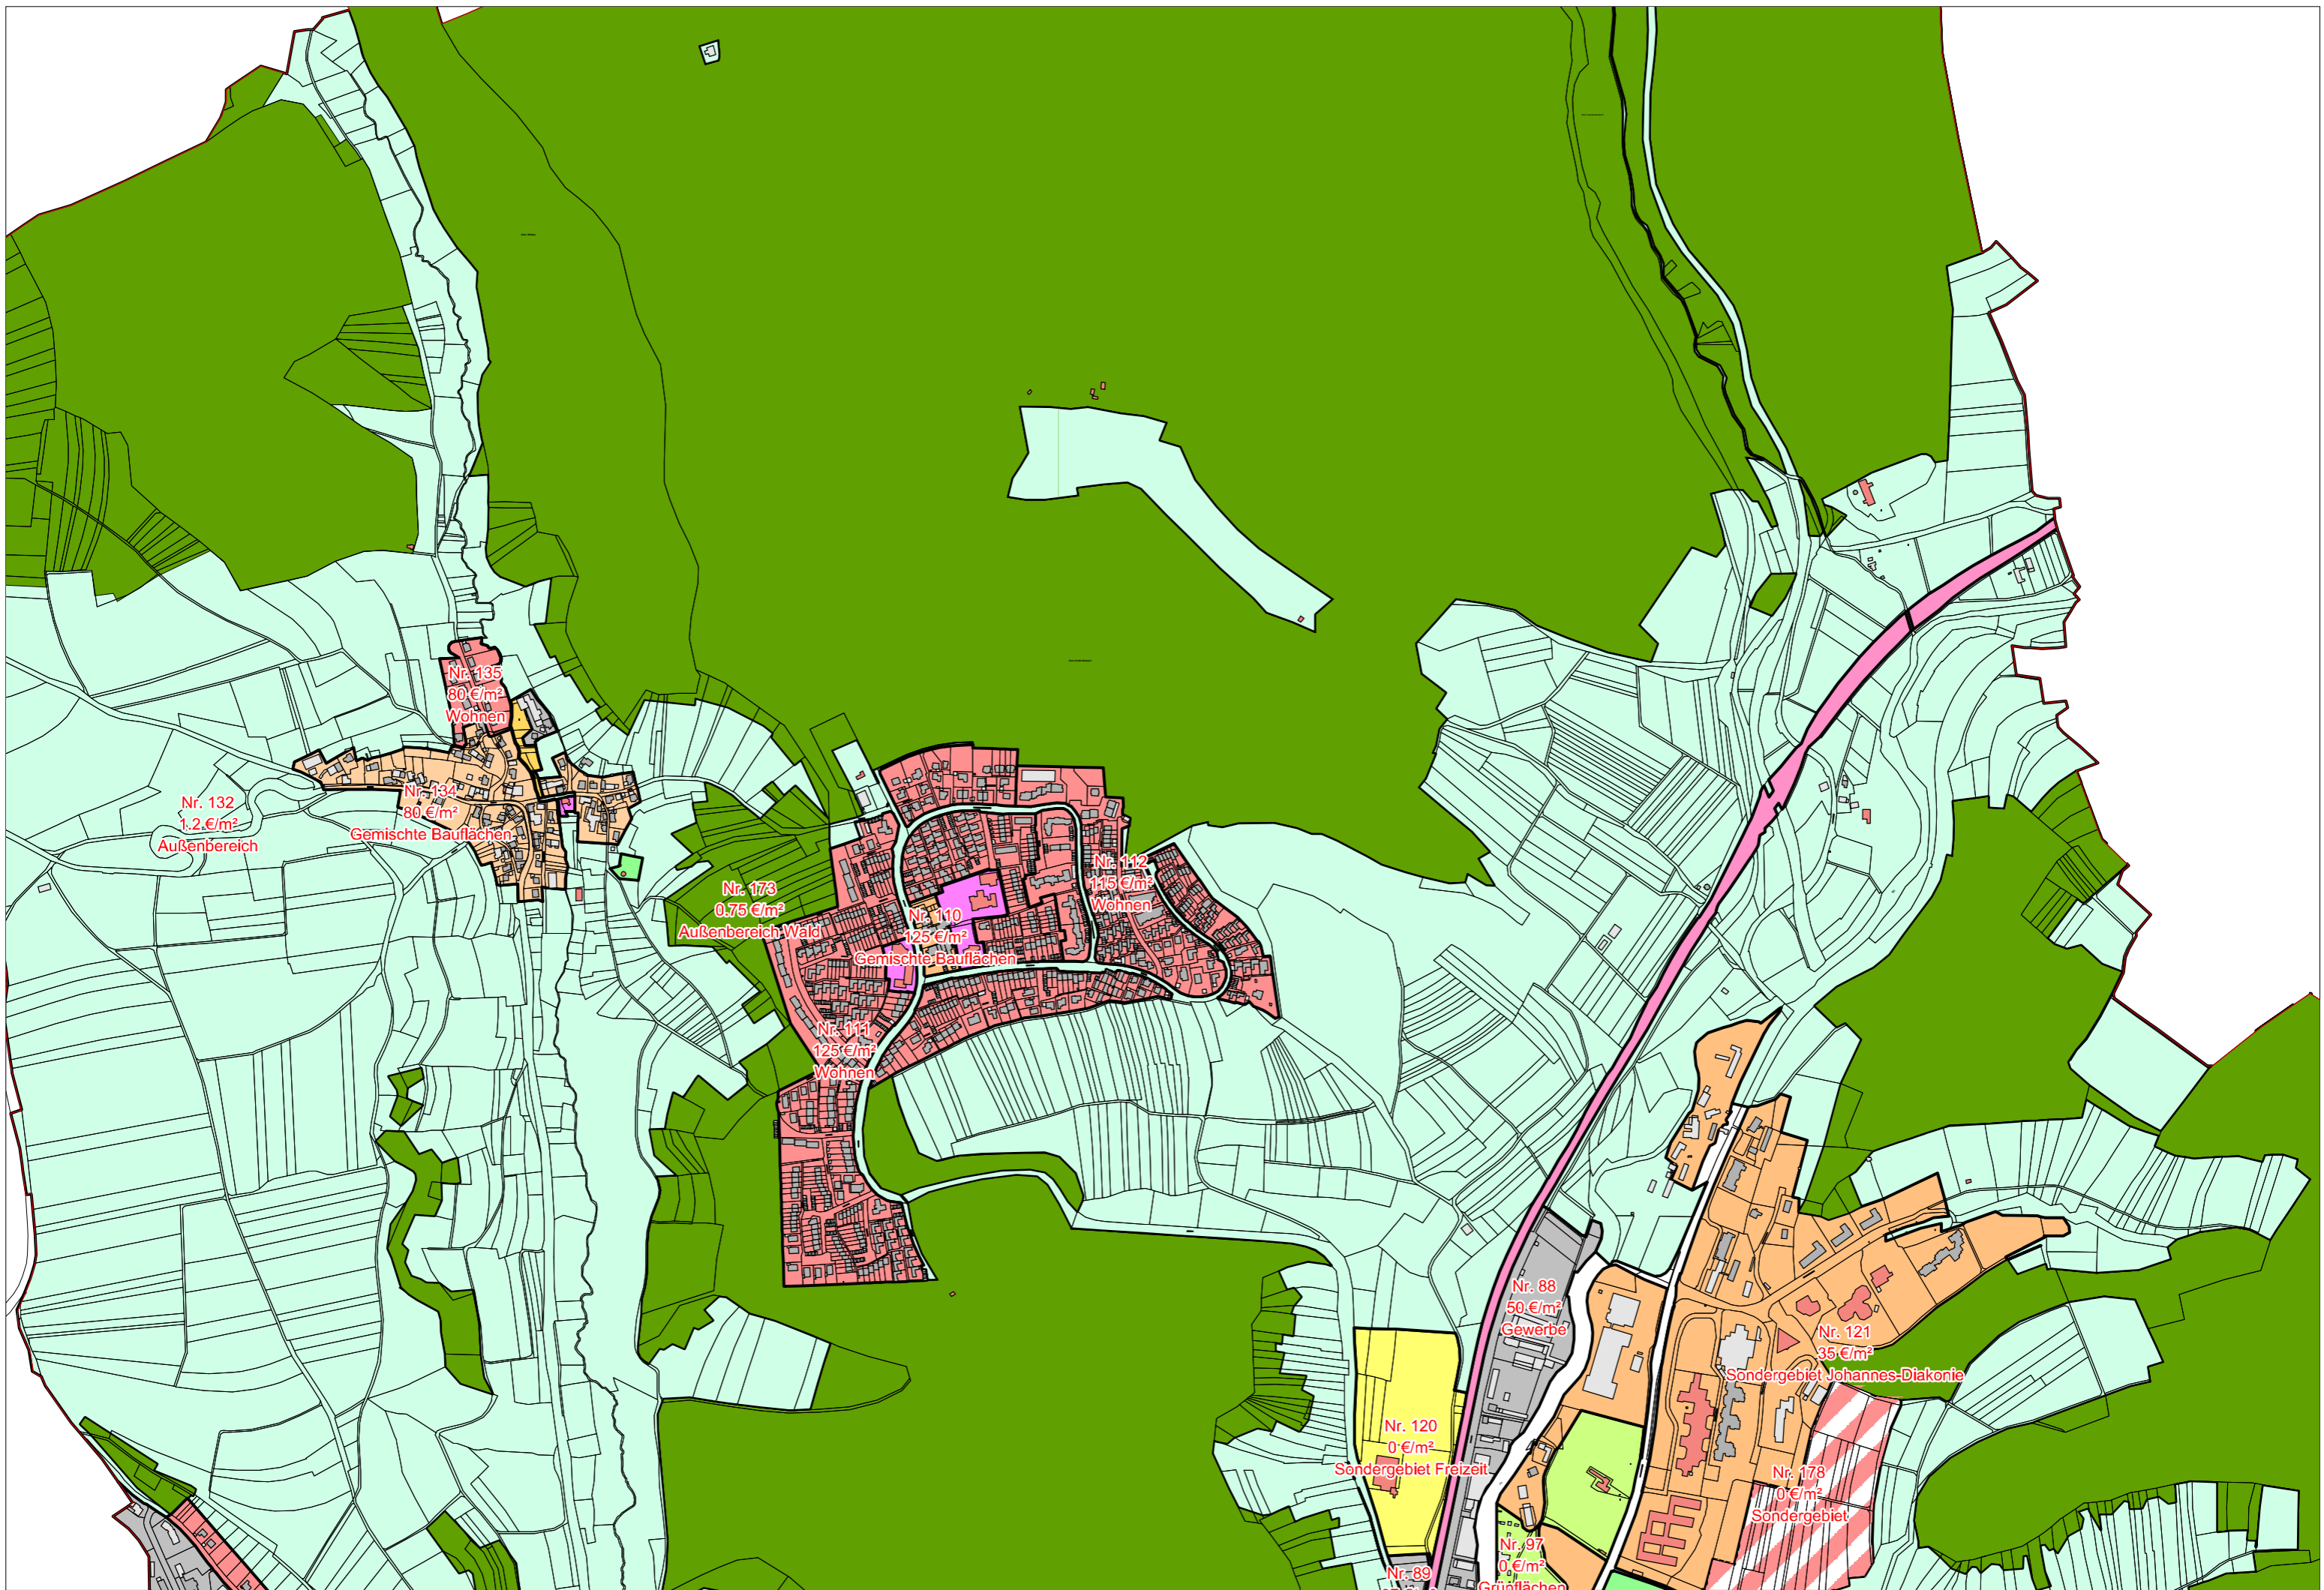 Nr. 135
80 €/m²
Wohnen
Nr. 132
1.2 €/m²
Außenbereich
Nr. 134
80 €/m²
Gemischte Bauflächen
Nr. 173
0.75 €/m²
Außenbereich Wald
Nr. 110
125 €/m²
Gemischte Bauflächen
Nr. 112
115 €/m²
Wohnen
Nr. 111
125 €/m²
Wohnen
Nr. 88
50 €/m²
Gewerbe
Nr. 121
35 €/m²
Sondergebiet Johannes-Diakonie
Nr. 120
0 €/m²
Sondergebiet Freizeit
Nr. 178
0 €/m²
Sondergebiet
Nr. 97
0 €/m²
Grünflächen
Nr. 89